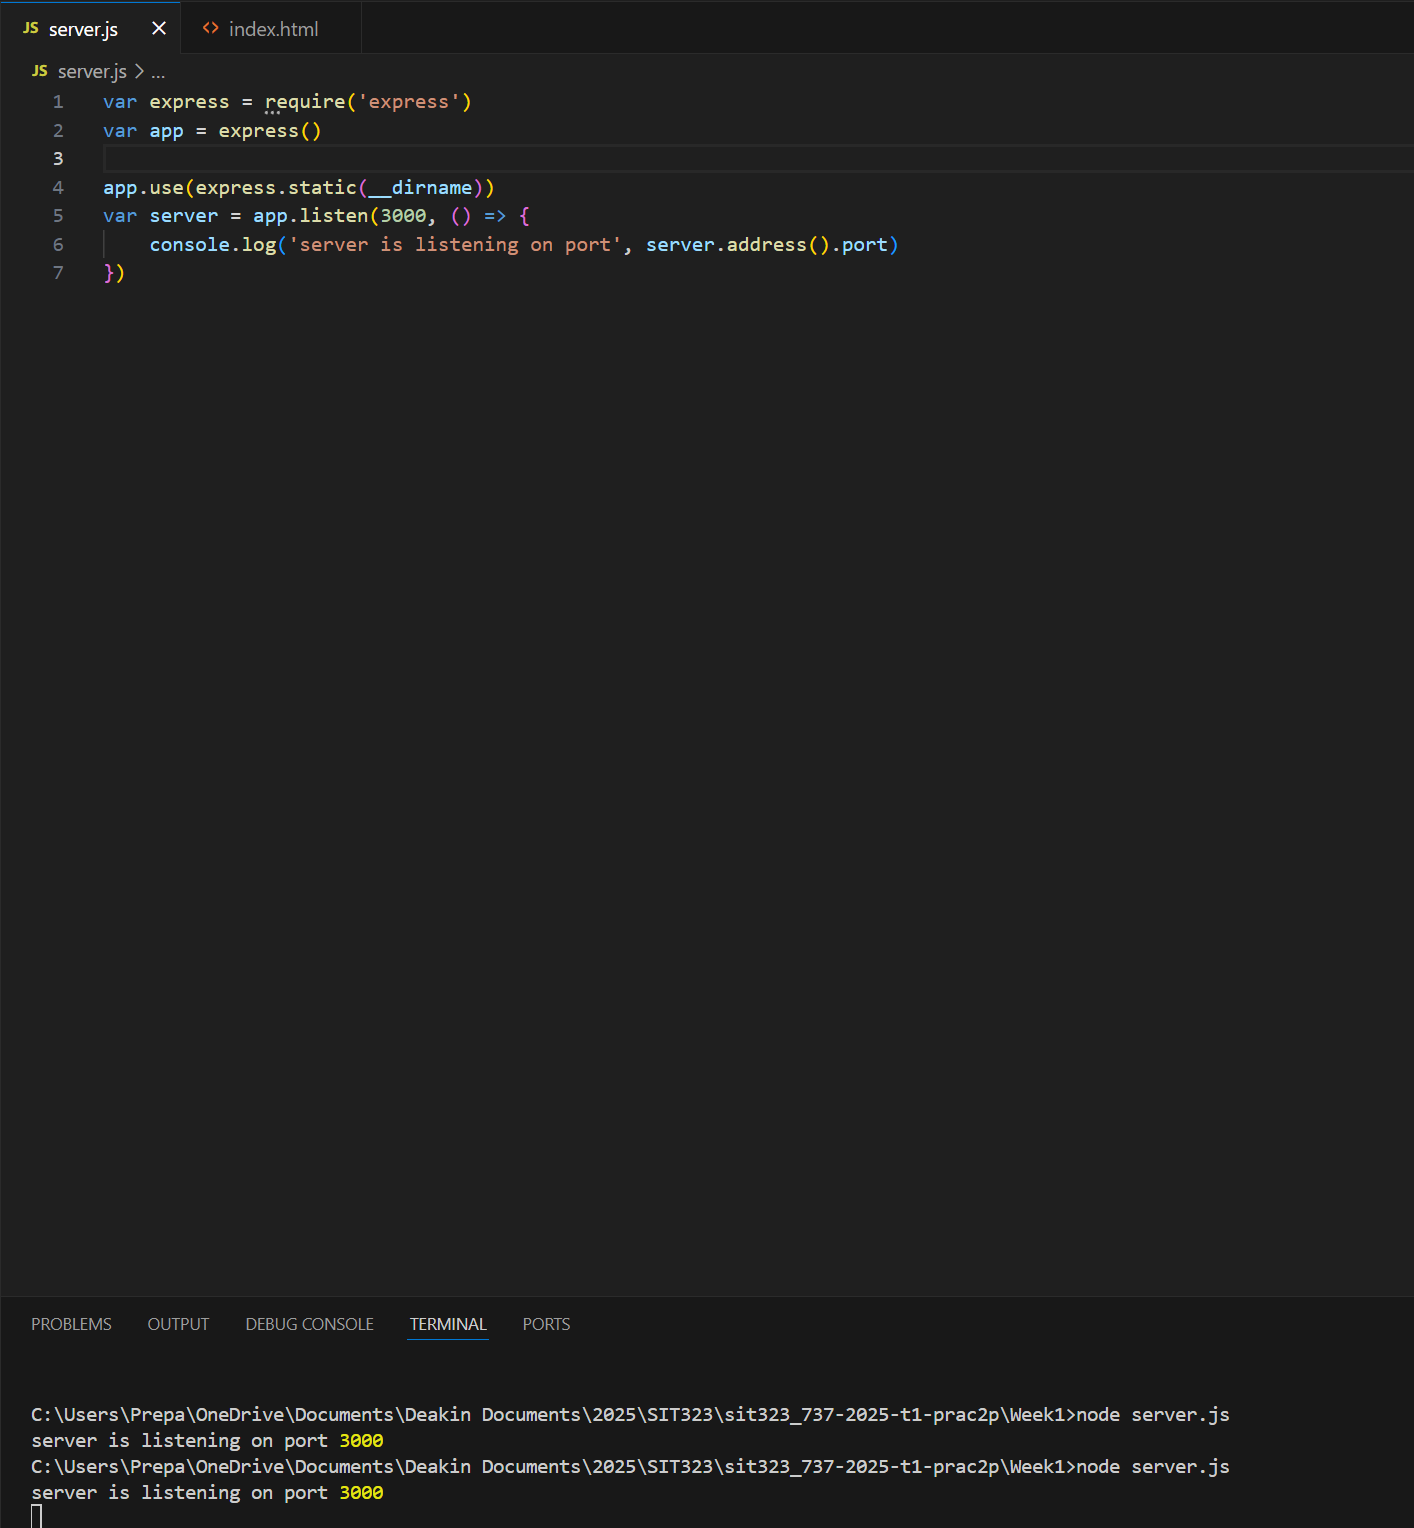 JS server.js × <> index.html
JS server.js > ...
1 var express = require('express')
2 var app = express()
3
4 app.use(express.static(__dirname))
5 var server = app.listen(3000, () => {
6     console.log('server is listening on port', server.address().port)
7 })
PROBLEMS OUTPUT DEBUG CONSOLE TERMINAL PORTS
C:\Users\Prepa\OneDrive\Documents\Deakin Documents\2025\SIT323\sit323_737-2025-t1-prac2p\Week1>node server.js
server is listening on port 3000
C:\Users\Prepa\OneDrive\Documents\Deakin Documents\2025\SIT323\sit323_737-2025-t1-prac2p\Week1>node server.js
server is listening on port 3000